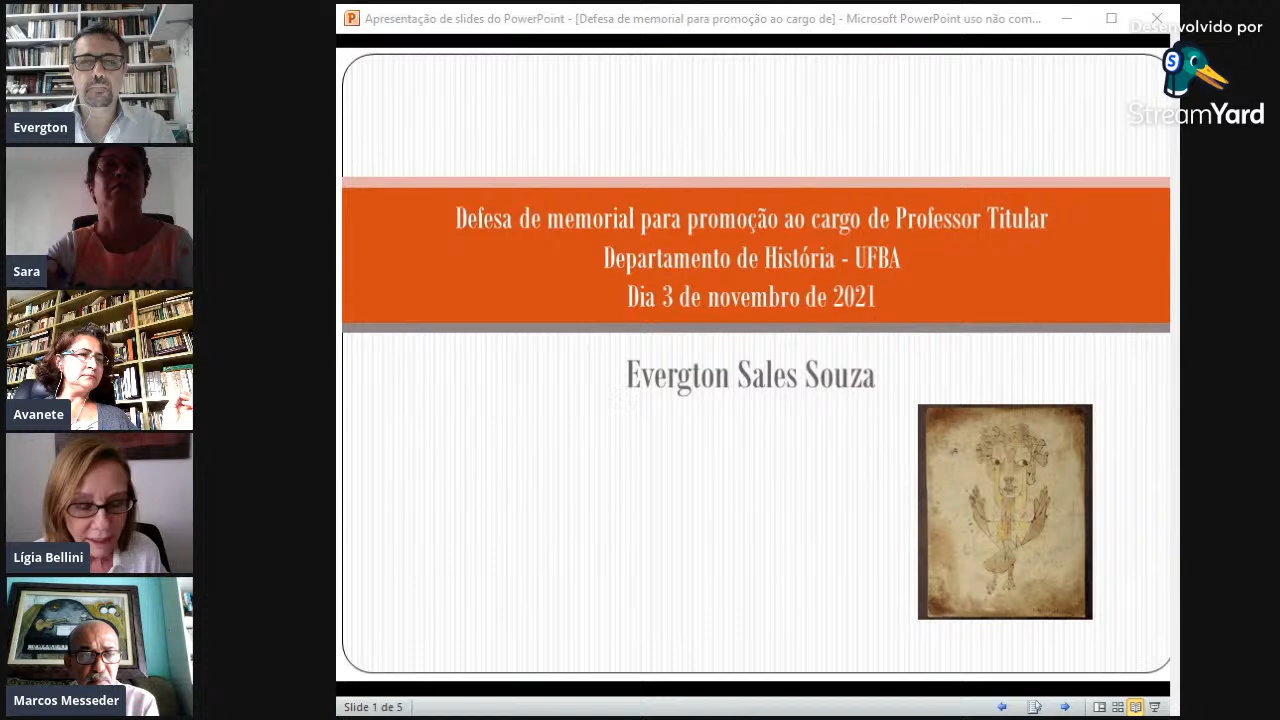 Apresentação de slides do PowerPoint - [Defesa de memorial para promoção ao cargo de] - Microsoft PowerPoint uso não com...
Desenvolvido por
S
StreamYard
Evergton
Sara
Avanete
Lígia Bellini
Marcos Messeder
Defesa de memorial para promoção ao cargo de Professor Titular
Departamento de História - UFBA
Dia 3 de novembro de 2021
Evergton Sales Souza
Slide 1 de 5